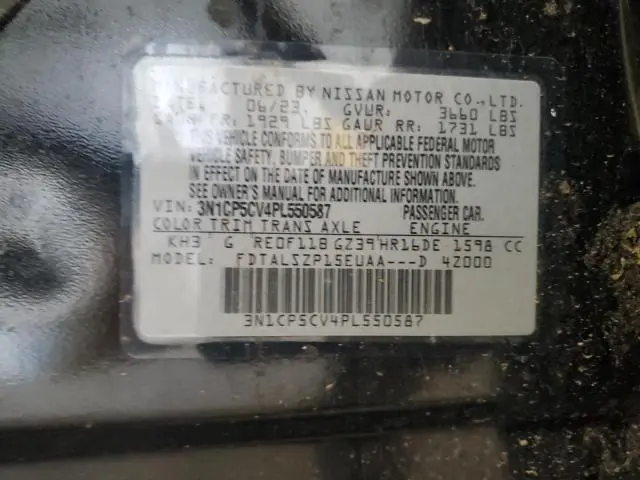 MANUFACTURED BY NISSAN MOTOR CO.,LTD.
DATE: 06/23 GVWR: 3660 LBS
GAWR FR: 1929 LBS GAWR RR: 1731 LBS
THIS VEHICLE CONFORMS TO ALL APPLICABLE FEDERAL MOTOR
VEHICLE SAFETY, BUMPER AND THEFT PREVENTION STANDARDS
IN EFFECT ON THE DATE OF MANUFACTURE SHOWN ABOVE.
SEE OWNER'S MANUAL FOR ADDITIONAL INFORMATION.
VIN: 3N1CP5CV4PL550587 PASSENGER CAR.
COLOR TRIM TRANS AXLE ENGINE
KH3 G RE0F11B GZ39 HR16DE 1598 CC
MODEL: FDTALSZP15EUAA---D 4Z000
3N1CP5CV4PL550587